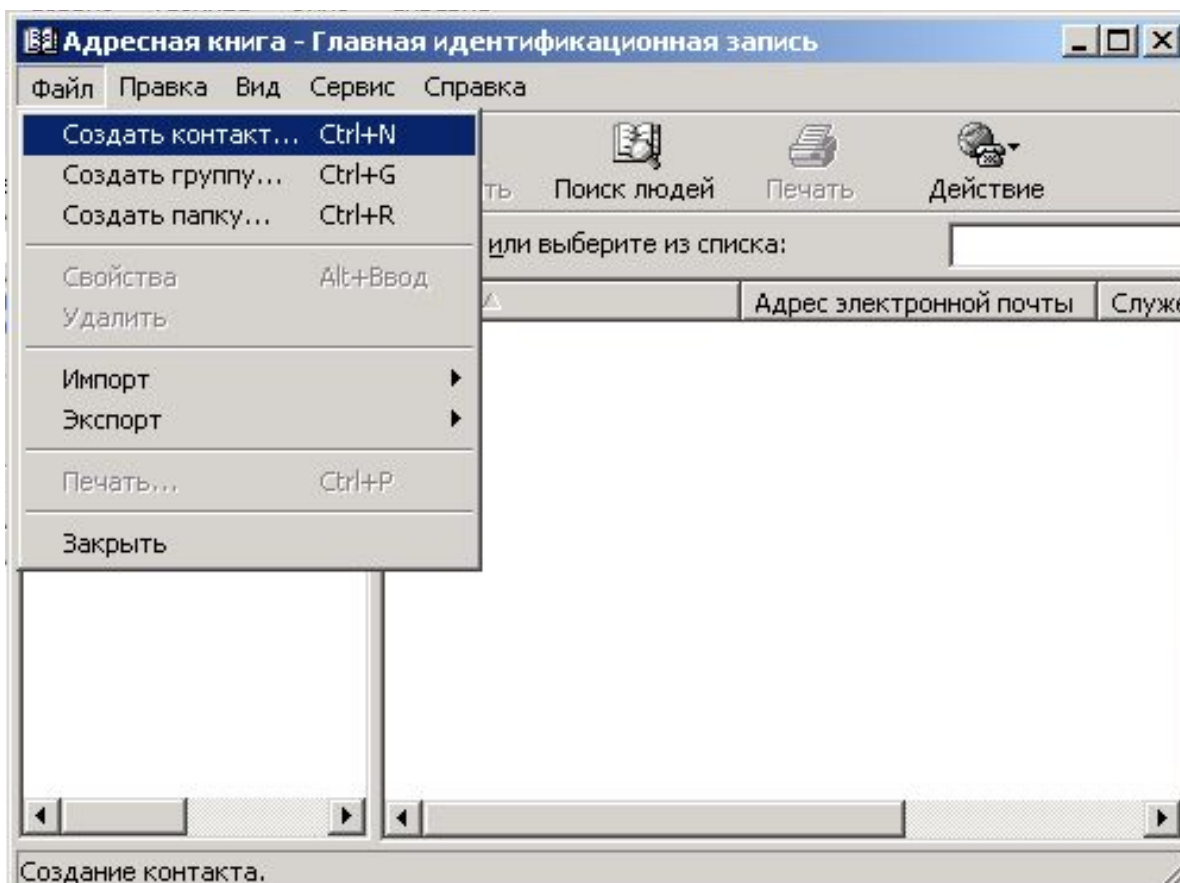 Адресная книга - Главная идентификационная запись
Файл Правка Вид Сервис Справка
Создать контакт... Ctrl+N
Создать группу... Ctrl+G
Создать папку... Ctrl+R
Свойства Alt+Ввод
Удалить
Импорт
Экспорт
Печать... Ctrl+P
Закрыть
Поиск людей Печать Действие
или выберите из списка:
Адрес электронной почты
Создание контакта.